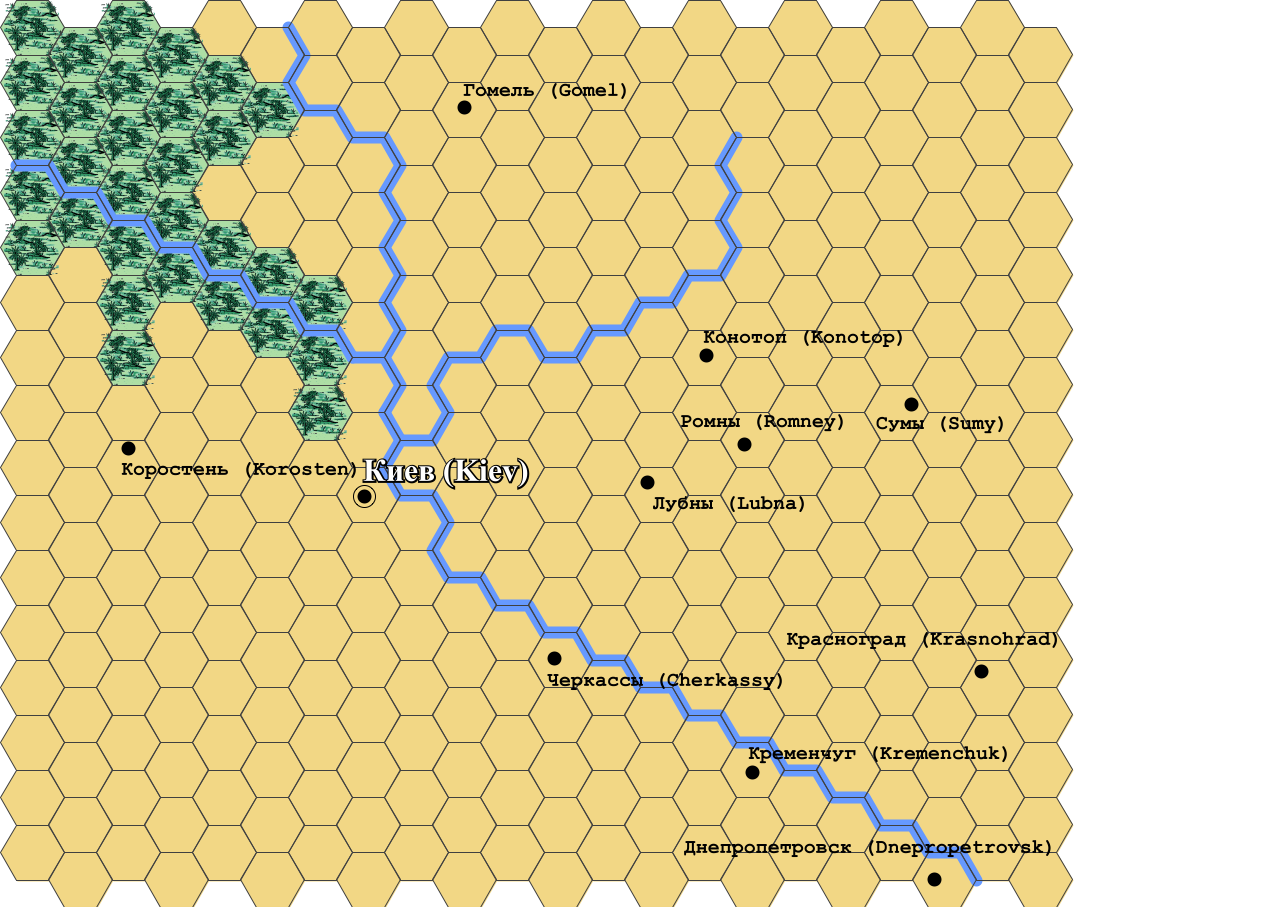 Гомель (Gomel)
Конотоп (Konotop)
Ромны (Romney)
Сумы (Sumy)
Коростень (Korosten)
Киев (Kiev)
Лубны (Lubna)
Красноград (Krasnohrad)
Черкассы (Cherkassy)
Кременчуг (Kremenchuk)
Днепропетровск (Dnepropetrovsk)